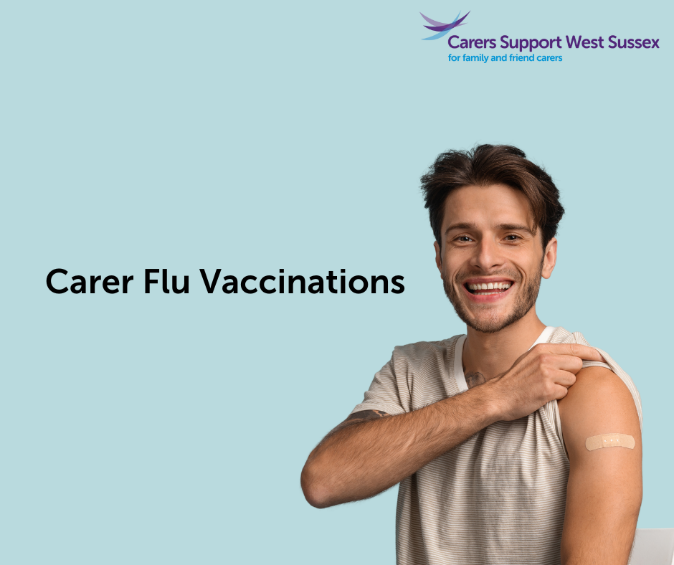 Carers Support West Sussex
for family and friend carers
Carer Flu Vaccinations